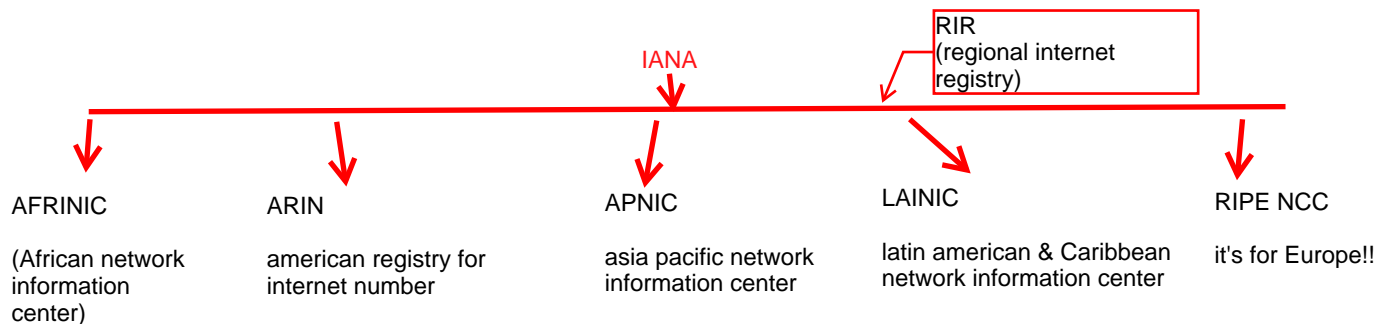 RIR
(regional internet
registry)
IANA
AFRINIC
(African network
information
center)
ARIN
american registry for
internet number
APNIC
asia pacific network
information center
LAINIC
latin american & Caribbean
network information center
RIPE NCC
it's for Europe!!